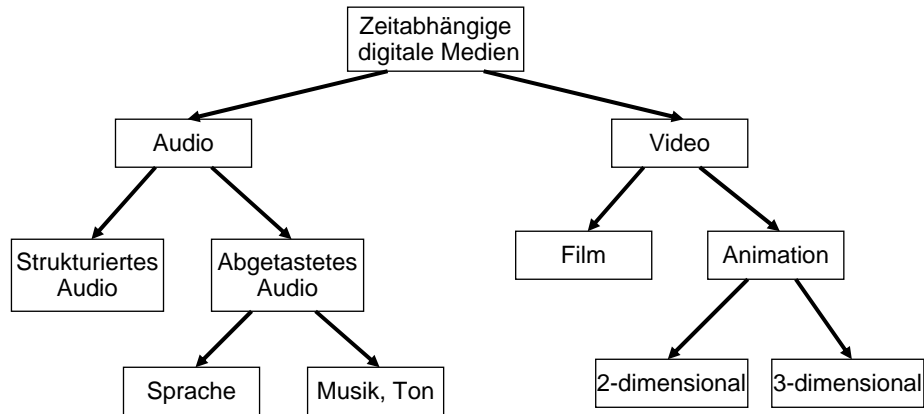 Zeitabhängige
digitale Medien
Audio
Video
Strukturiertes
Audio
Abgetastetes
Audio
Film
Animation
Sprache
Musik, Ton
2-dimensional
3-dimensional